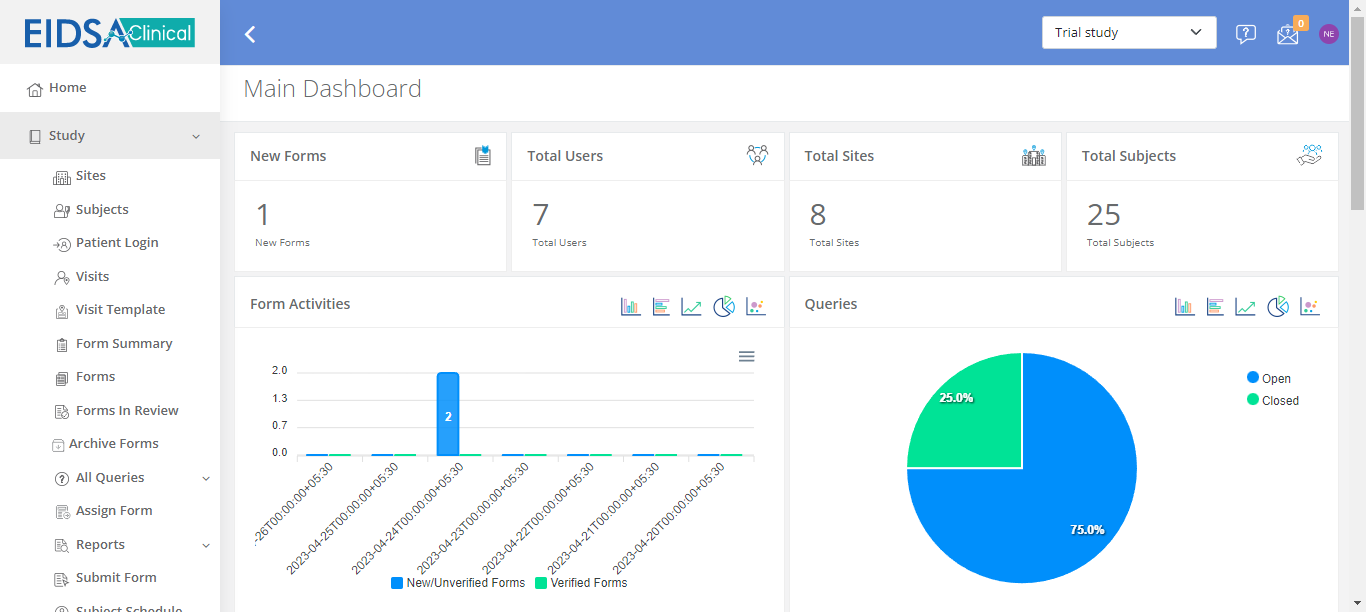 EIDSA Clinical
Trial study
0
NE
Home
Study
Sites
Subjects
Patient Login
Visits
Visit Template
Form Summary
Forms
Forms In Review
Archive Forms
All Queries
Assign Form
Reports
Submit Form
Subject Schedule
Main Dashboard
New Forms
1
New Forms
Total Users
7
Total Users
Total Sites
8
Total Sites
Total Subjects
25
Total Subjects
Form Activities
2.0
1.3
0.7
0.0
2
-26T00:00:00+05:30
2023-04-25T00:00:00+05:30
2023-04-24T00:00:00+05:30
2023-04-23T00:00:00+05:30
2023-04-22T00:00:00+05:30
2023-04-21T00:00:00+05:30
2023-04-20T00:00:00+05:30
New/Unverified Forms
Verified Forms
Queries
25.0%
75.0%
Open
Closed